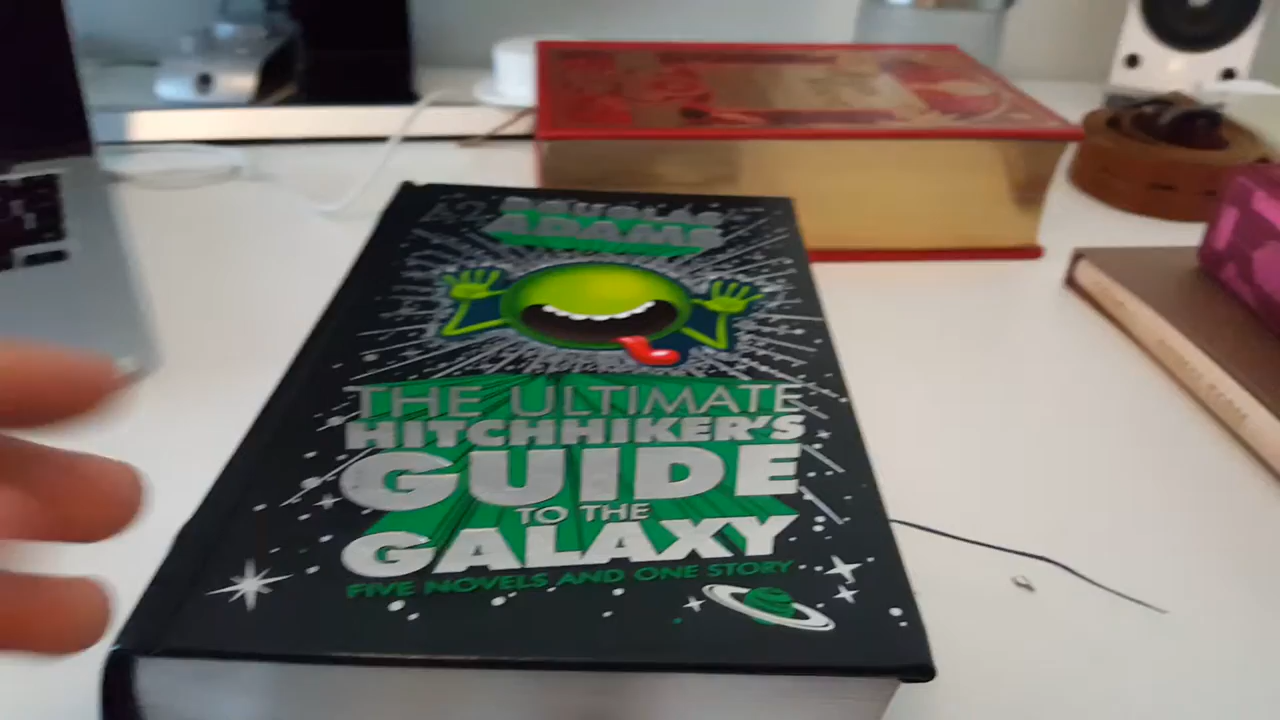 DOUGLAS
ADAMS
THE ULTIMATE
HITCHHIKER'S
GUIDE
TO THE
GALAXY
FIVE NOVELS AND ONE STORY